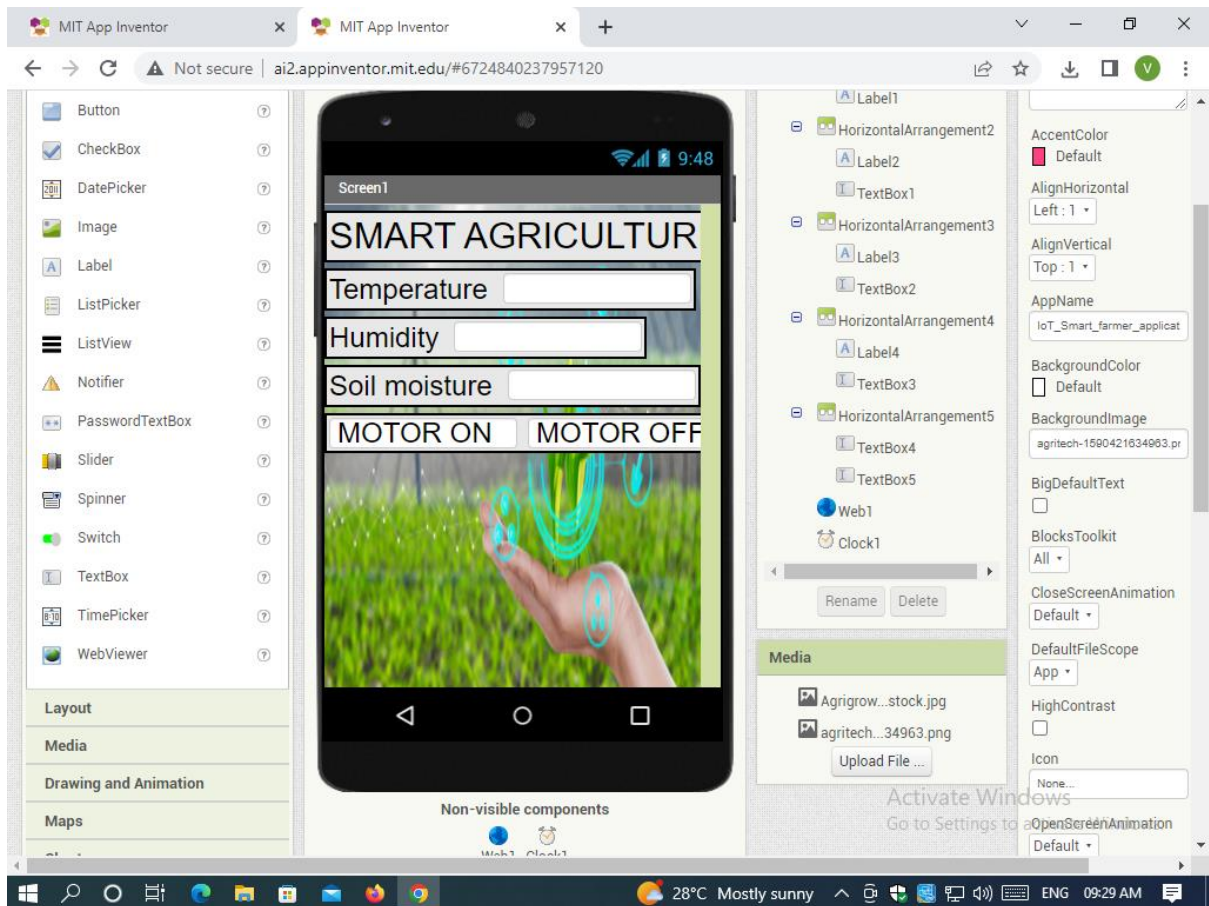 MIT App Inventor
MIT App Inventor
Not secure
ai2.appinventor.mit.edu/#6724840237957120
V
Button
CheckBox
DatePicker
Image
Label
ListPicker
ListView
Notifier
PasswordTextBox
Slider
Spinner
Switch
TextBox
TimePicker
WebViewer
Layout
Media
Drawing and Animation
Maps
9:48
Screen1
SMART AGRICULTUR
Temperature
Humidity
Soil moisture
MOTOR ON MOTOR OFF
Non-visible components
Web1 Clock1
Label1
HorizontalArrangement2
Label2
TextBox1
HorizontalArrangement3
Label3
TextBox2
HorizontalArrangement4
Label4
TextBox3
HorizontalArrangement5
TextBox4
TextBox5
Web1
Clock1
Rename Delete
Media
Agrigrow...stock.jpg
agritech...34963.png
Upload File ...
AccentColor
Default
AlignHorizontal
Left : 1
AlignVertical
Top : 1
AppName
IoT_Smart_farmer_applicat
BackgroundColor
Default
BackgroundImage
agritech-1590421634963.pr
BigDefaultText
BlocksToolkit
All
CloseScreenAnimation
Default
DefaultFileScope
App
HighContrast
Icon
None...
OpenScreenAnimation
Default
Activate Windows
Go to Settings to activate Windows.
28°C Mostly sunny
ENG
09:29 AM